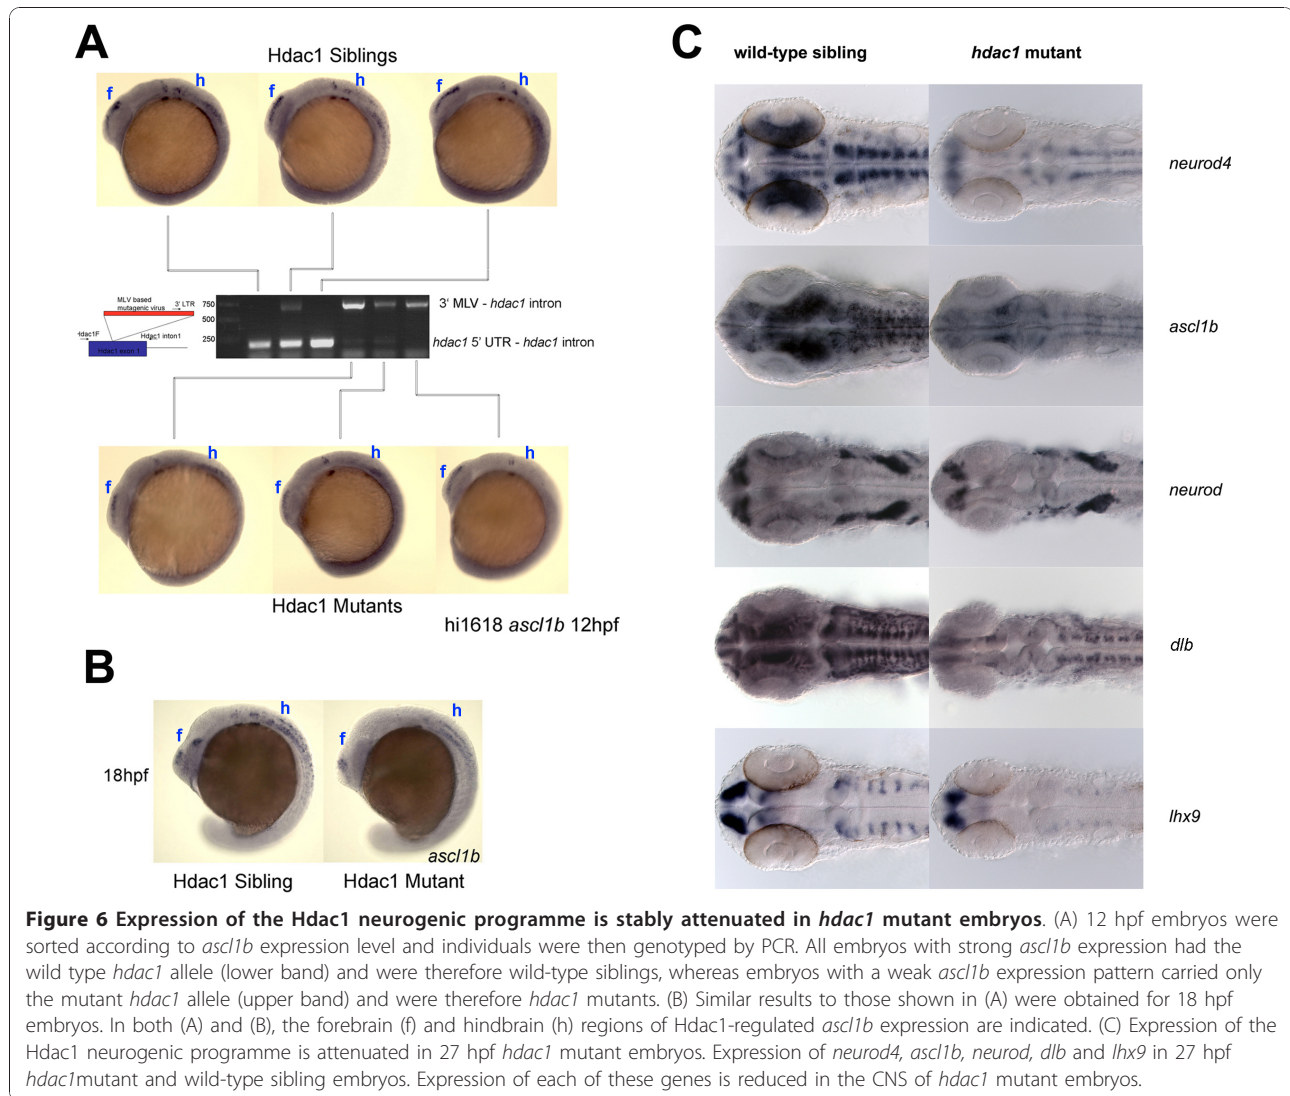 A
Hdac1 Siblings
f
h
f
h
f
h
MLV based
mutagenic virus
3' LTR
Hdac1F
Hdac1 inton1
Hdac1 exon 1
750
500
250
3' MLV - hdac1 intron
hdac1 5' UTR - hdac1 intron
f
h
f
h
f
h
Hdac1 Mutants
hi1618 ascl1b 12hpf
B
18hpf
f
h
f
h
ascl1b
Hdac1 Sibling
Hdac1 Mutant
C
wild-type sibling
hdac1 mutant
neurod4
ascl1b
neurod
dlb
lhx9
Figure 6 Expression of the Hdac1 neurogenic programme is stably attenuated in hdac1 mutant embryos. (A) 12 hpf embryos were
sorted according to ascl1b expression level and individuals were then genotyped by PCR. All embryos with strong ascl1b expression had the
wild type hdac1 allele (lower band) and were therefore wild-type siblings, whereas embryos with a weak ascl1b expression pattern carried only
the mutant hdac1 allele (upper band) and were therefore hdac1 mutants. (B) Similar results to those shown in (A) were obtained for 18 hpf
embryos. In both (A) and (B), the forebrain (f) and hindbrain (h) regions of Hdac1-regulated ascl1b expression are indicated. (C) Expression of the
Hdac1 neurogenic programme is attenuated in 27 hpf hdac1 mutant embryos. Expression of neurod4, ascl1b, neurod, dlb and lhx9 in 27 hpf
hdac1mutant and wild-type sibling embryos. Expression of each of these genes is reduced in the CNS of hdac1 mutant embryos.